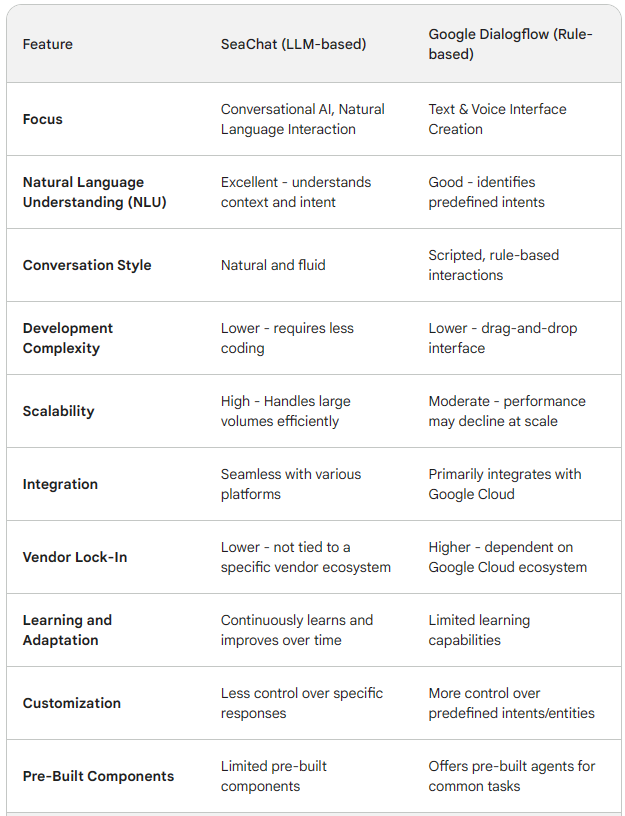 Feature
SeaChat (LLM-based)
Google Dialogflow (Rule-
based)
Focus
Conversational AI, Natural
Language Interaction
Text & Voice Interface
Creation
Natural Language
Understanding (NLU)
Excellent - understands
context and intent
Good - identifies
predefined intents
Conversation Style
Natural and fluid
Scripted, rule-based
interactions
Development
Complexity
Lower - requires less
coding
Lower - drag-and-drop
interface
Scalability
High - Handles large
volumes efficiently
Moderate - performance
may decline at scale
Integration
Seamless with various
platforms
Primarily integrates with
Google Cloud
Vendor Lock-In
Lower - not tied to a
specific vendor ecosystem
Higher - dependent on
Google Cloud ecosystem
Learning and
Adaptation
Continuously learns and
improves over time
Limited learning
capabilities
Customization
Less control over specific
responses
More control over
predefined intents/entities
Pre-Built Components
Limited pre-built
components
Offers pre-built agents for
common tasks